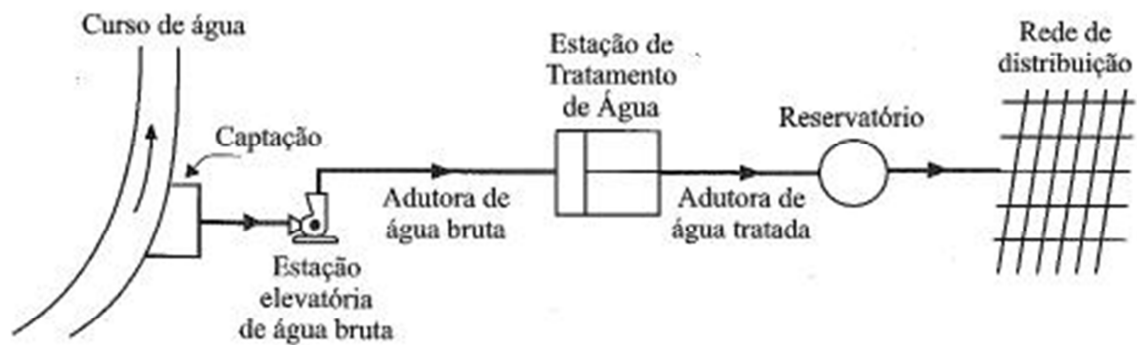 Curso de água
Captação
Estação
elevatória
de água bruta
Adutora de
água bruta
Estação de
Tratamento
de Água
Adutora de
água tratada
Reservatório
Rede de
distribuição